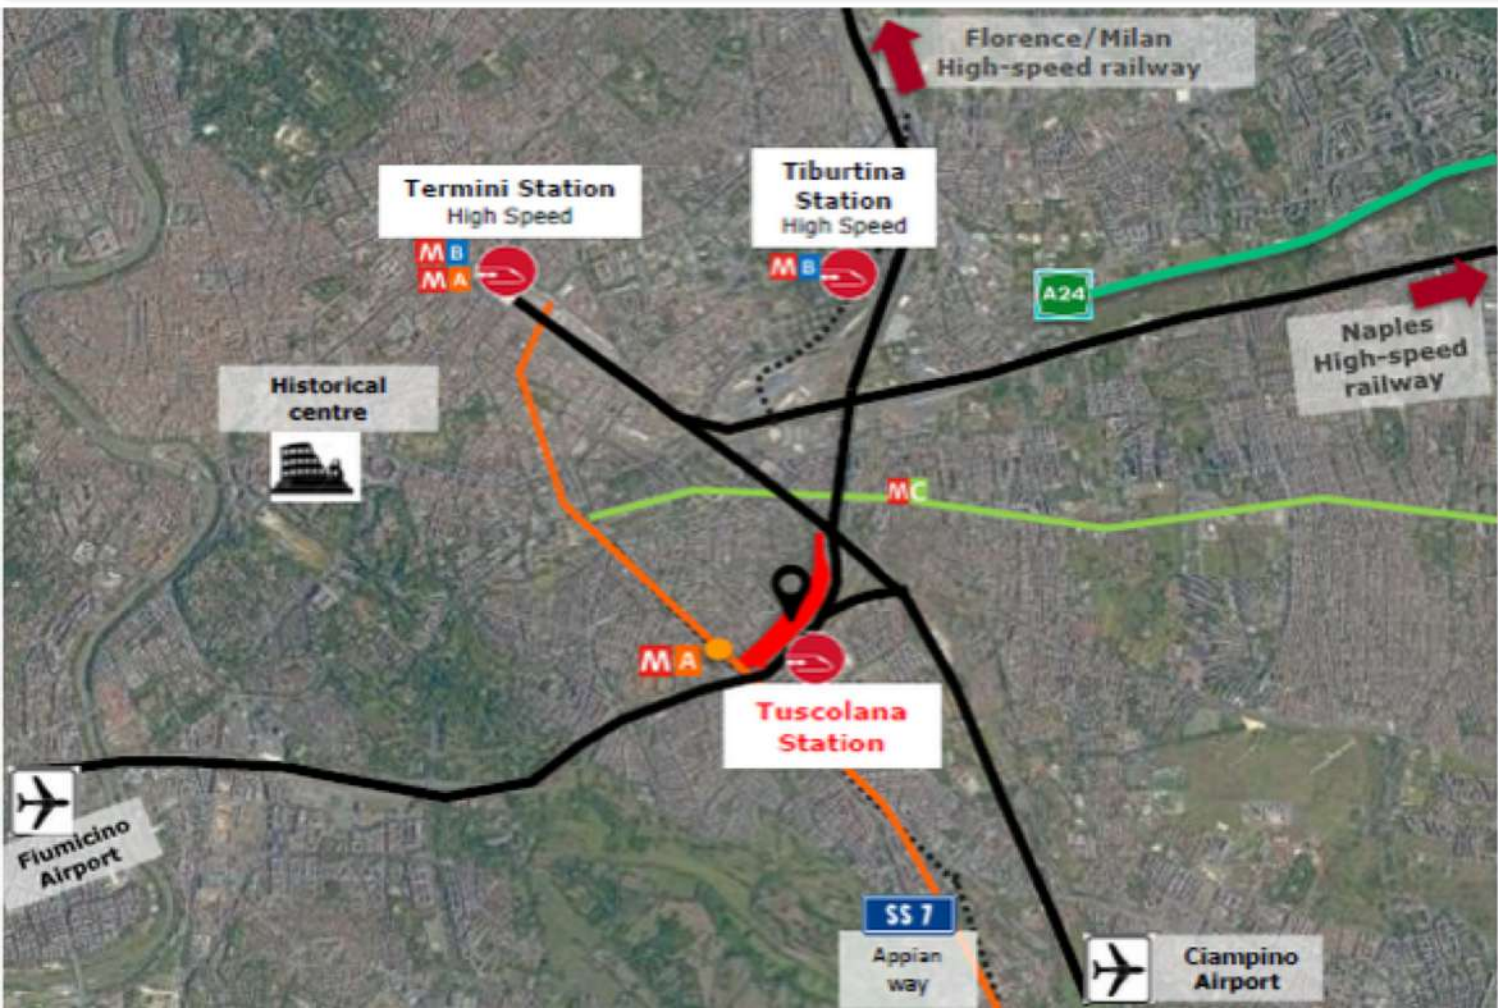 Florence/Milan
High-speed railway
Tiburtina
Station
High Speed
Termini Station
High Speed
M B
M A
M B
A24
Naples
High-speed
railway
Historical
centre
MC
M A
Tuscolana
Station
Fiumicino
Airport
SS 7
Appian
way
Ciampino
Airport